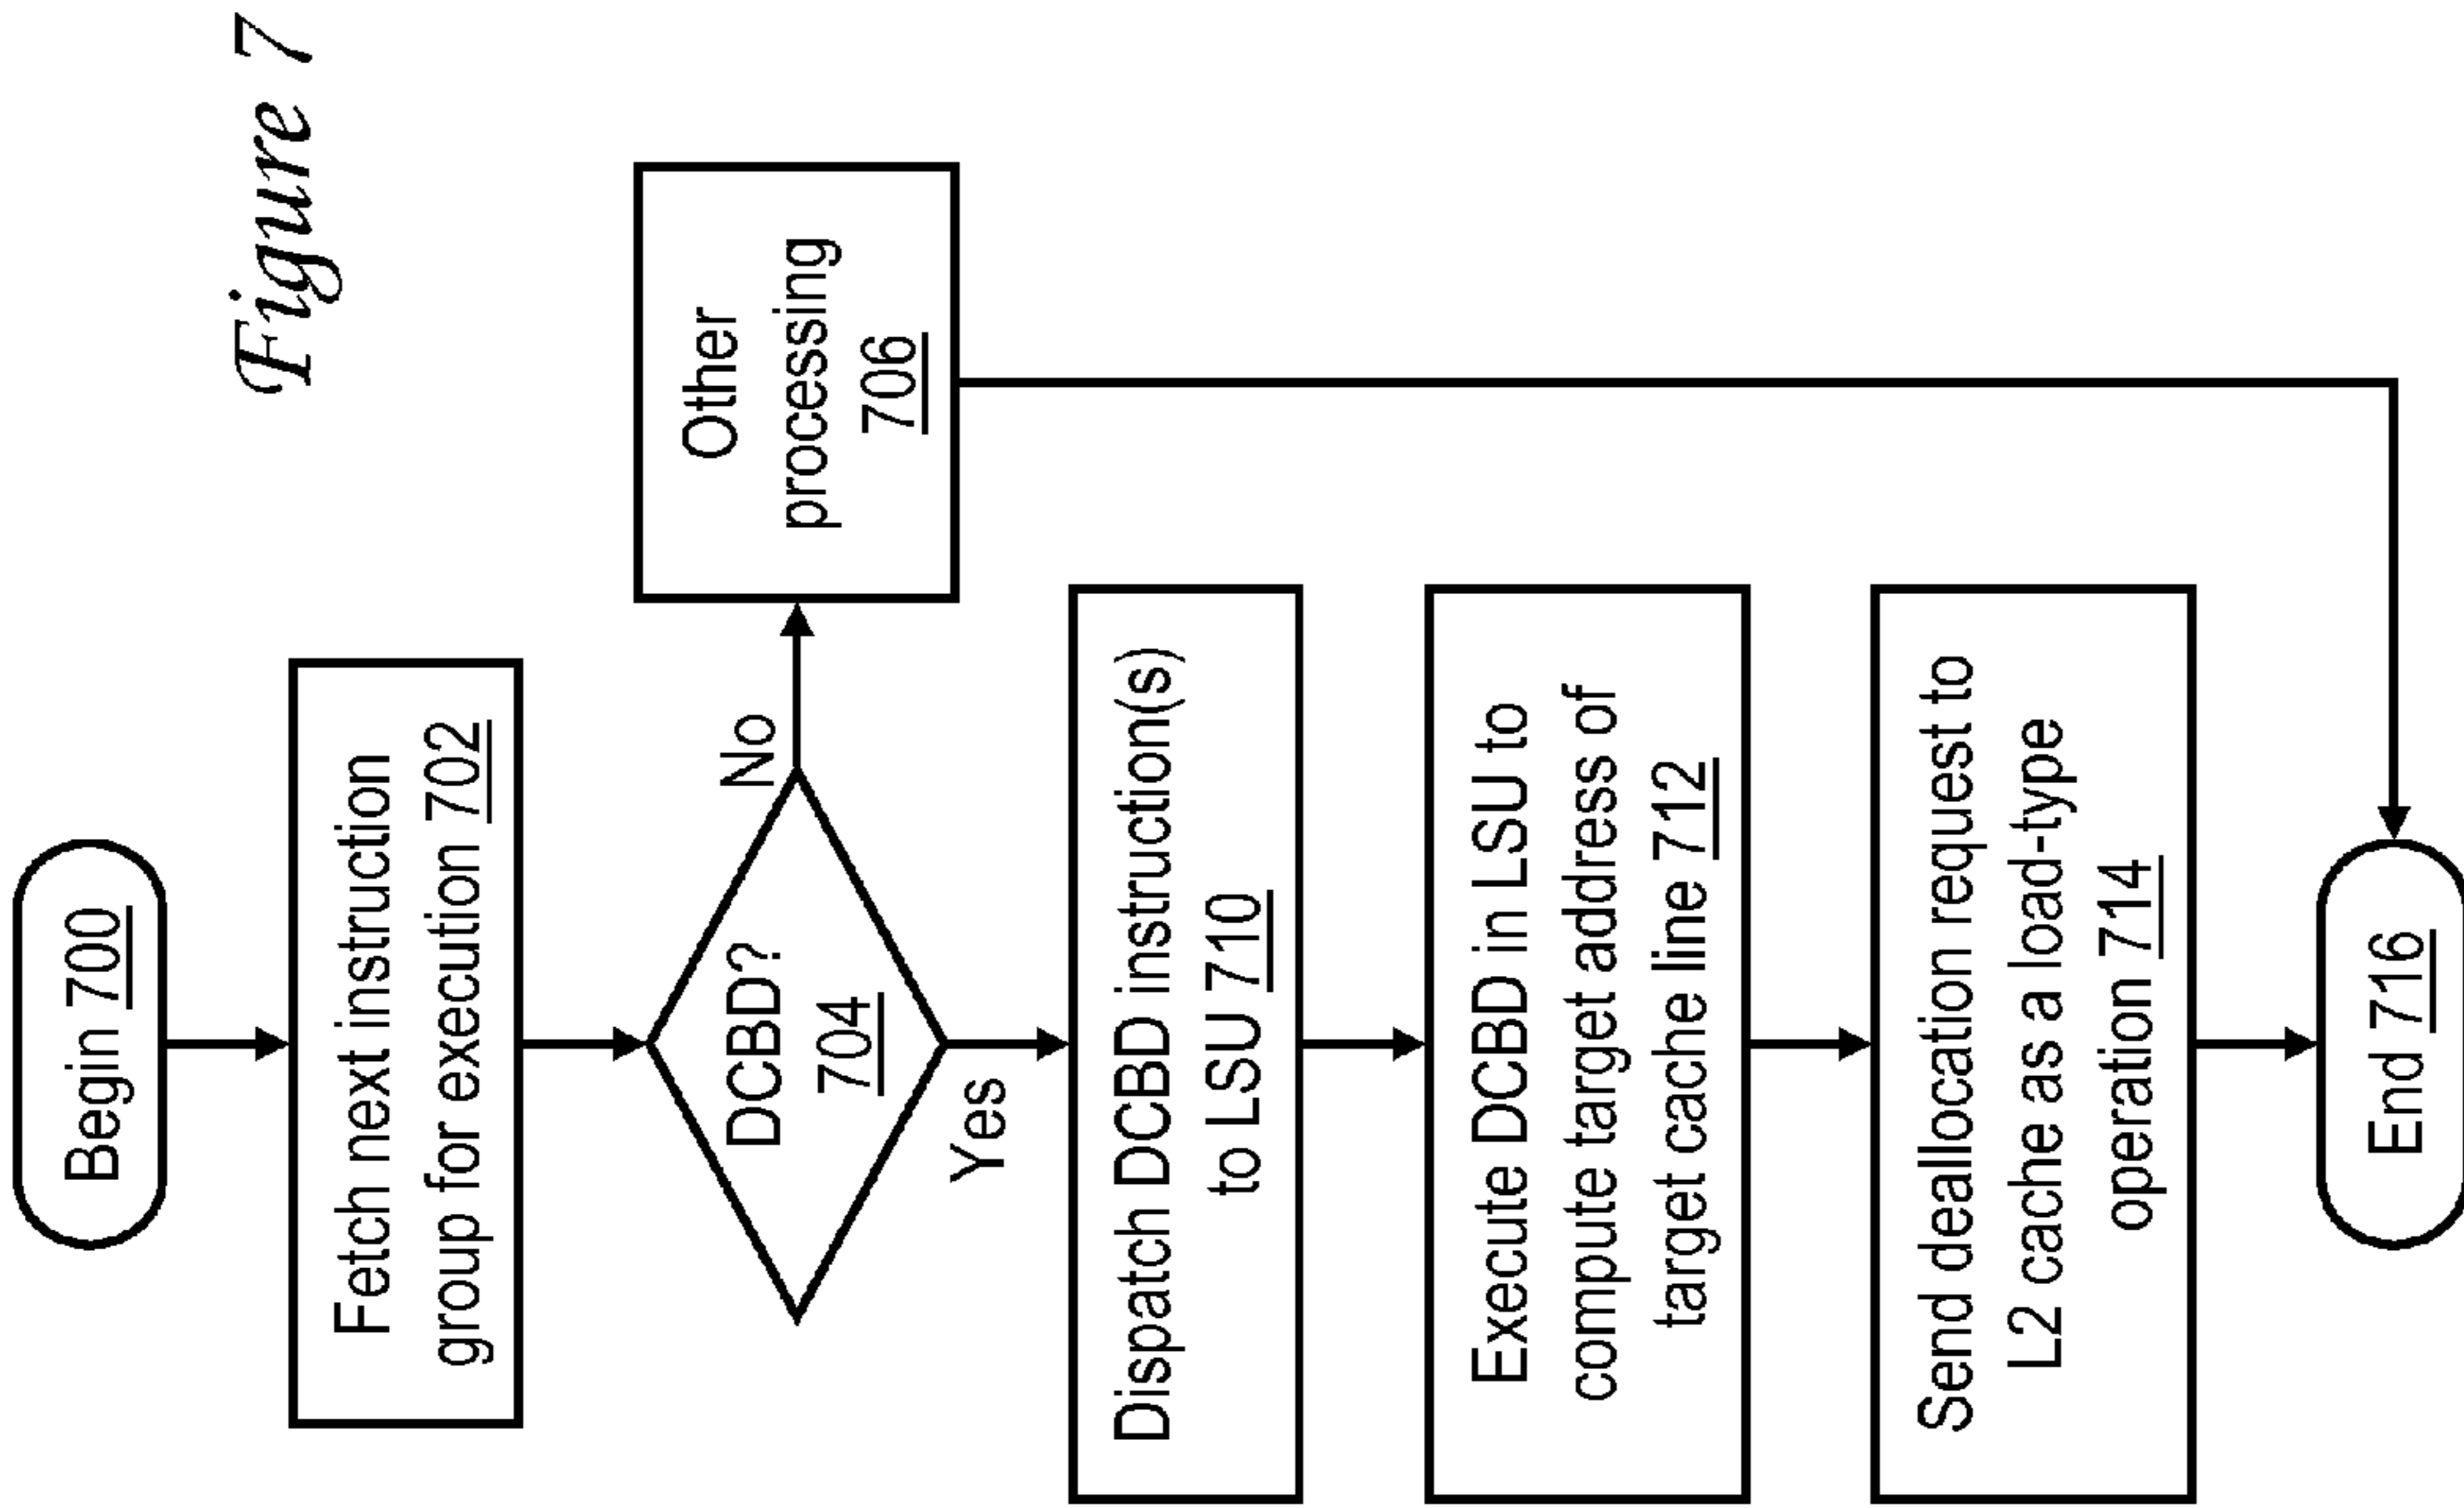 Figure 7
Begin 700
Fetch next instruction
group for execution 702
DCBD?
704
No
Other
processing
706
Yes
Dispatch DCBD instruction(s)
to LSU 710
Execute DCBD in LSU to
compute target address of
target cache line 712
Send deallocation request to
L2 cache as a load-type
operation 714
End 716